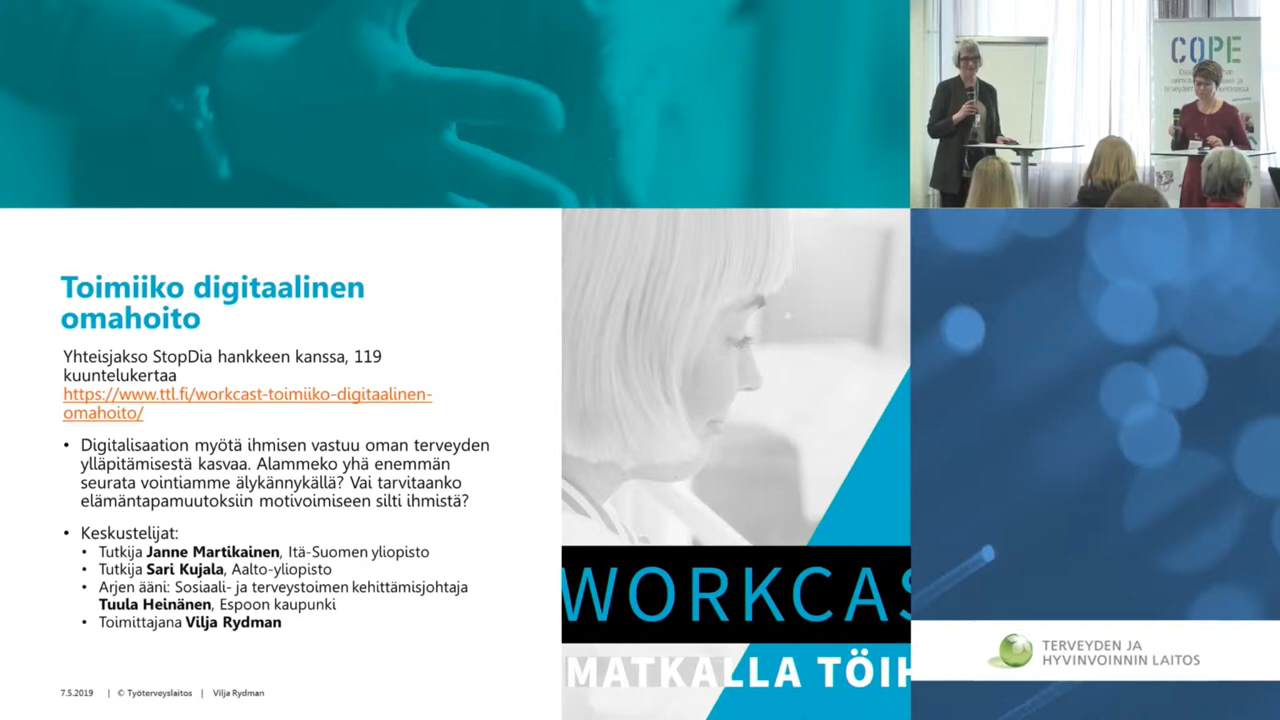 COPE
Toimiiko digitaalinen
omahoito
Yhteisjakso StopDia hankkeen kanssa, 119
kuuntelukertaa
https://www.ttl.fi/workcast-toimiiko-digitaalinen-
omahoito/
• Digitalisaation myötä ihmisen vastuu oman terveyden
ylläpitämisestä kasvaa. Alammeko yhä enemmän
seurata vointiamme älykännykällä? Vai tarvitaanko
elämäntapamuutoksiin motivoimiseen silti ihmistä?
• Keskustelijat:
• Tutkija Janne Martikainen, Itä-Suomen yliopisto
• Tutkija Sari Kujala, Aalto-yliopisto
• Arjen ääni: Sosiaali- ja terveystoimen kehittämisjohtaja
Tuula Heinänen, Espoon kaupunki
• Toimittajana Vilja Rydman
7.5.2019 | © Työterveyslaitos | Vilja Rydman
WORKCAS
MATKALLA TÖIH
TERVEYDEN JA
HYVINVOINNIN LAITOS